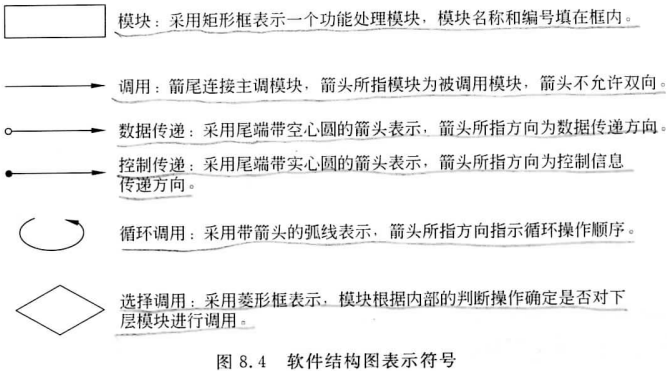 模块：采用矩形框表示一个功能处理模块，模块名称和编号填在框内。
调用：箭尾连接主调模块，箭头所指模块为被调用模块，箭头不允许双向。
数据传递：采用尾端带空心圆的箭头表示，箭头所指方向为数据传递方向。
控制传递：采用尾端带实心圆的箭头表示，箭头所指方向为控制信息
传递方向。
循环调用：采用带箭头的弧线表示，箭头所指方向指示循环操作顺序。
选择调用：采用菱形框表示，模块根据内部的判断操作确定是否对下
层模块进行调用。
图 8.4 软件结构图表示符号